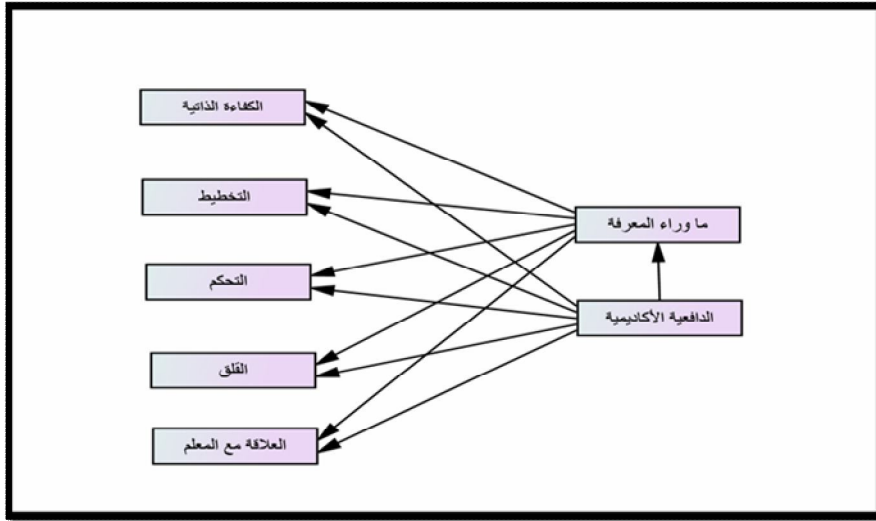 الكفاءة الذاتية
التخطيط
ما وراء المعرفة
التحكم
الدافعية الأكاديمية
القلق
العلاقة مع المعلم